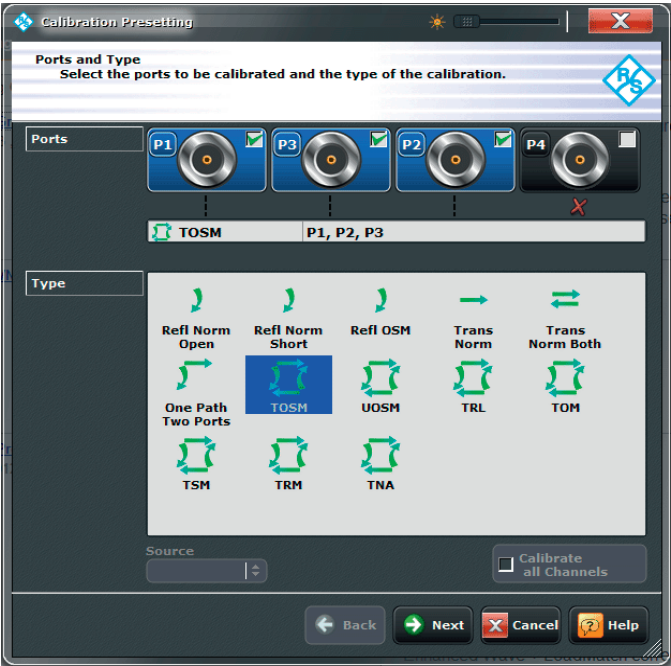 Calibration Presetting
Ports and Type
Select the ports to be calibrated and the type of the calibration.
R&S
Ports
P1 P3 P2 P4
TOSM P1, P2, P3
Type
Refl Norm Open
Refl Norm Short
Refl OSM
Trans Norm
Trans Norm Both
One Path Two Ports
TOSM
UOSM
TRL
TOM
TSM
TRM
TNA
Source
Calibrate all Channels
Back Next Cancel Help